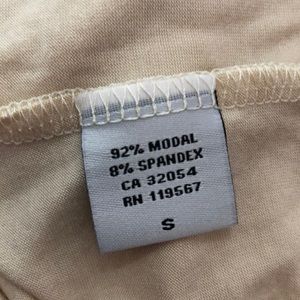 92% MODAL
8% SPANDEX
CA 32054
RN 119567
S